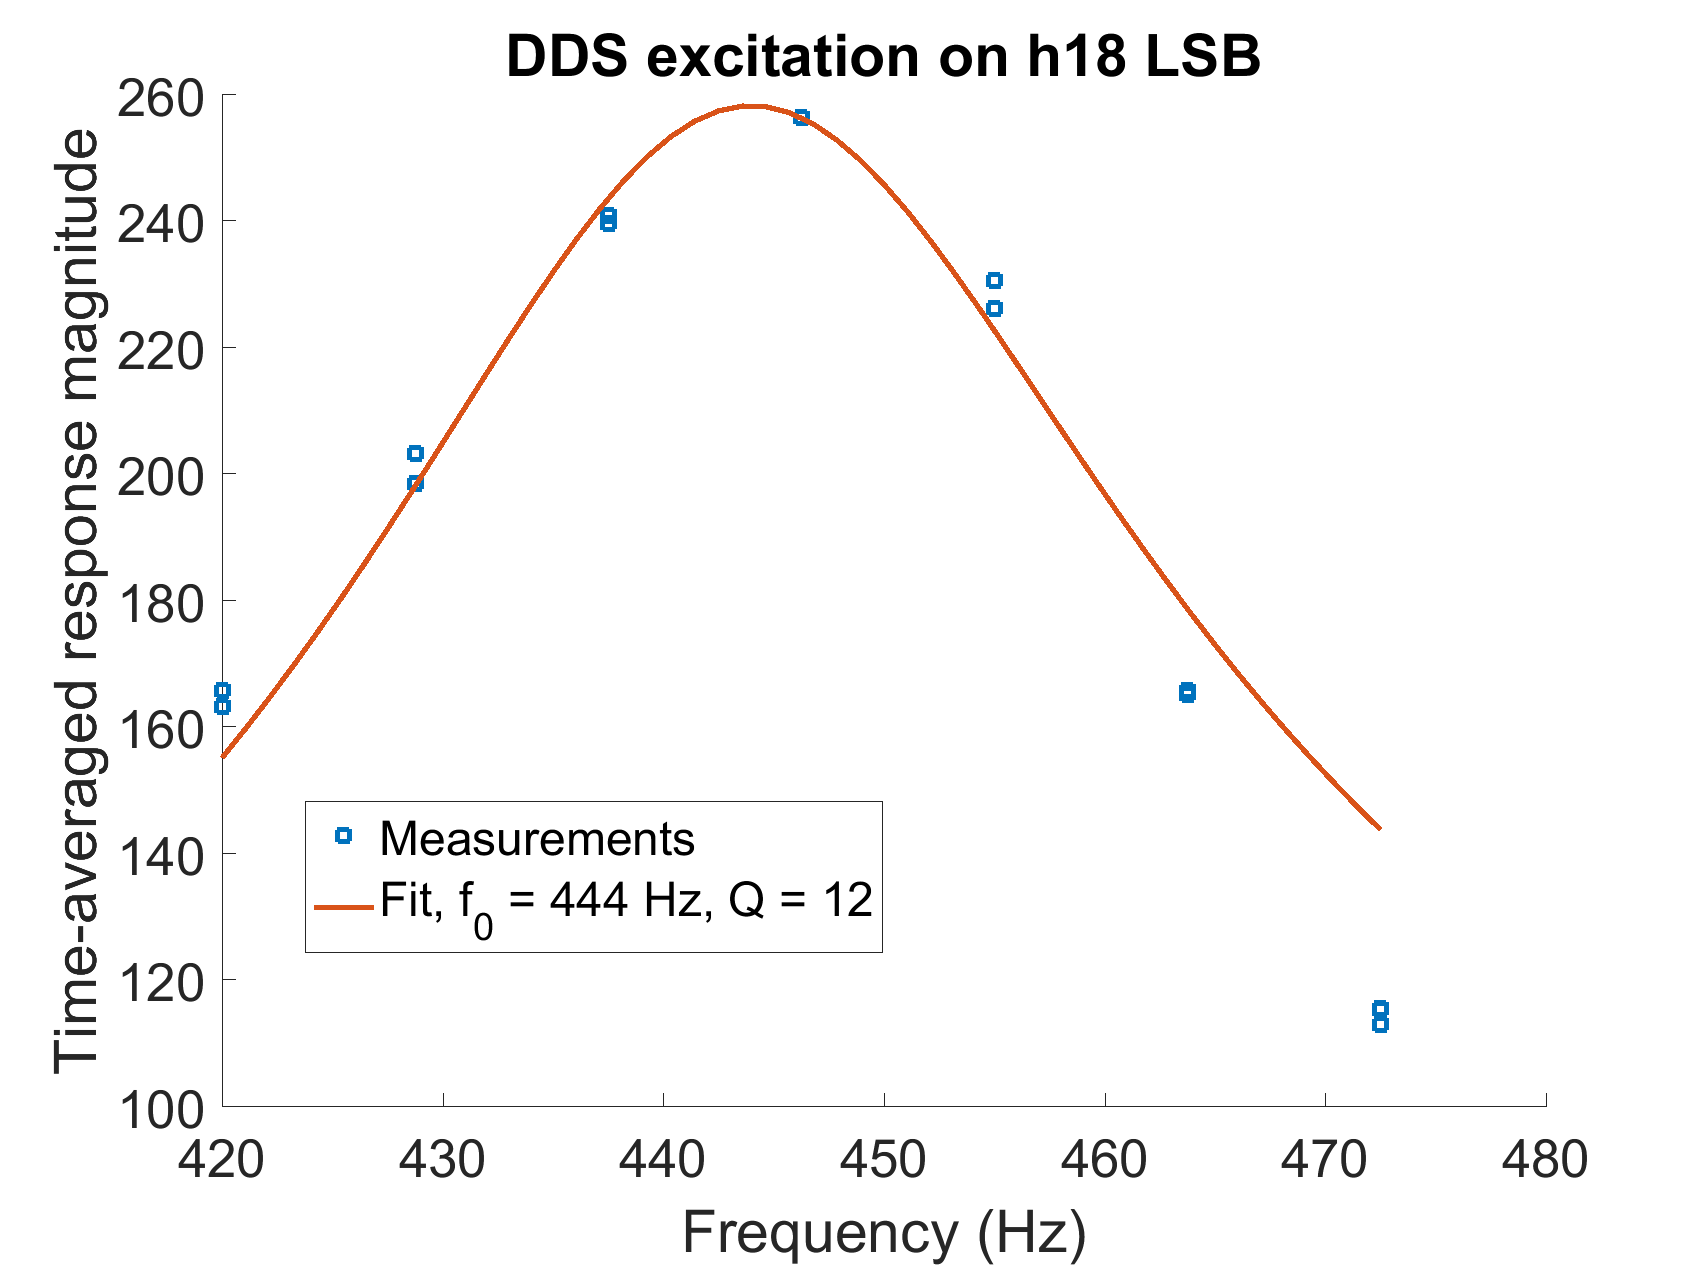 DDS excitation on h18 LSB
Time-averaged response magnitude
260
240
220
200
180
160
140
120
100
Measurements
Fit, f0 = 444 Hz, Q = 12
420 430 440 450 460 470 480
Frequency (Hz)